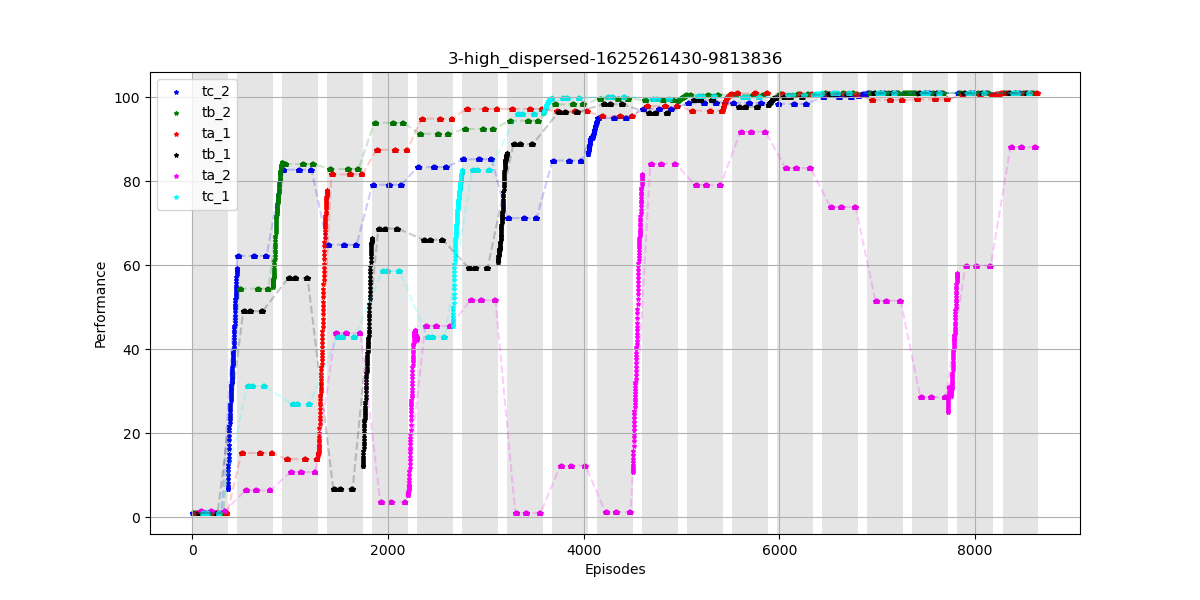 3-high_dispersed-1625261430-9813836
tc_2
tb_2
ta_1
tb_1
ta_2
tc_1
Performance
100
80
60
40
20
0
0 2000 4000 6000 8000
Episodes